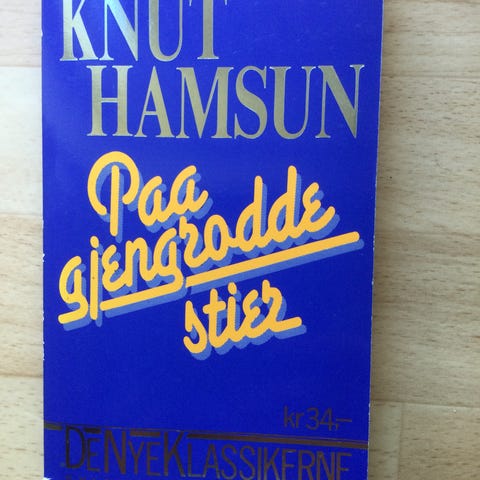 KNUT
HAMSUN
Paa
gjengrodde
stier
kr 34,-
DE NYE KLASSIKERNE